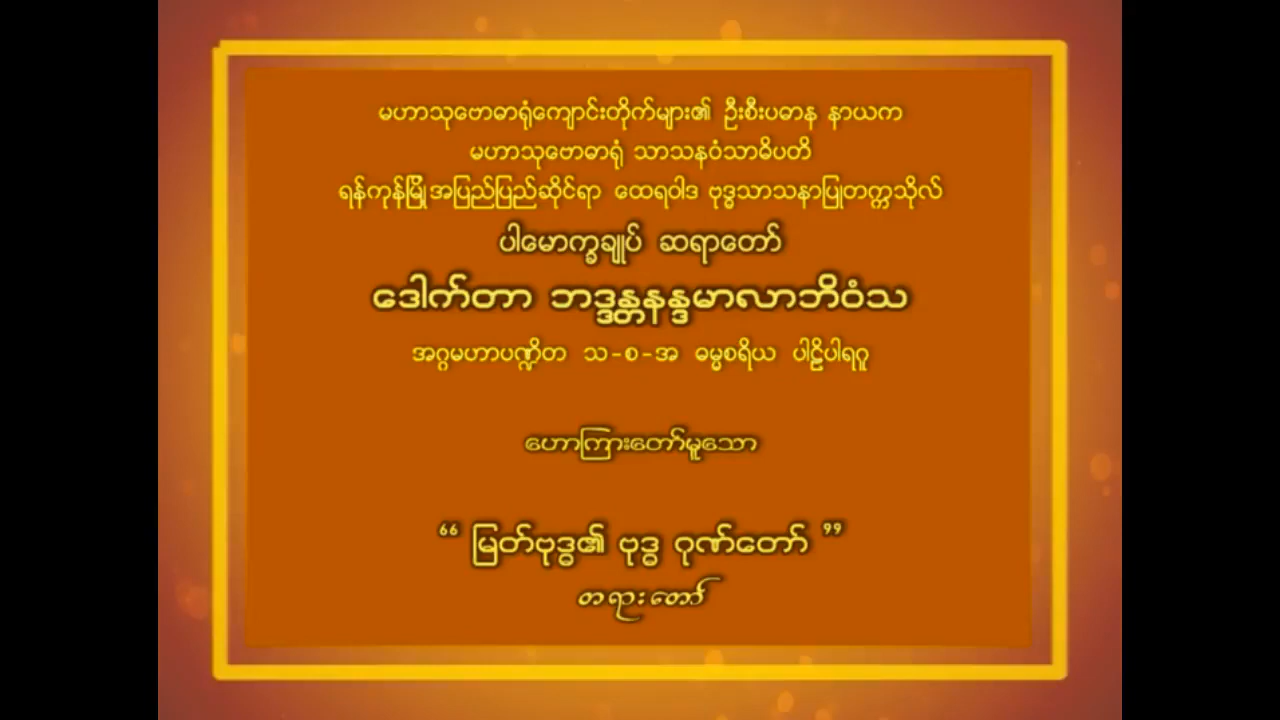 မဟာသုဗောဓာရုံကျောင်းတိုက်များ၏ ဦးစီးပဓာန နာယက
မဟာသုဗောဓာရုံ သာသနဝံသာဓိပတိ
ရန်ကုန်မြို့အပြည်ပြည်ဆိုင်ရာ ထေရဝါဒ ဗုဒ္ဓသာသနာပြုတက္ကသိုလ်
ပါမောက္ခချုပ် ဆရာတော်
ဒေါက်တာ ဘဒ္ဒန္တနန္ဒမာလာဘိဝံသ
အဂ္ဂမဟာပဏ္ဍိတ သ-စ-အ ဓမ္မစရိယ ပါဠိပါရဂူ
ဟောကြားတော်မူသော
“ မြတ်ဗုဒ္ဓ၏ ဗုဒ္ဓ ဂုဏ်တော် ”
တရားတော်